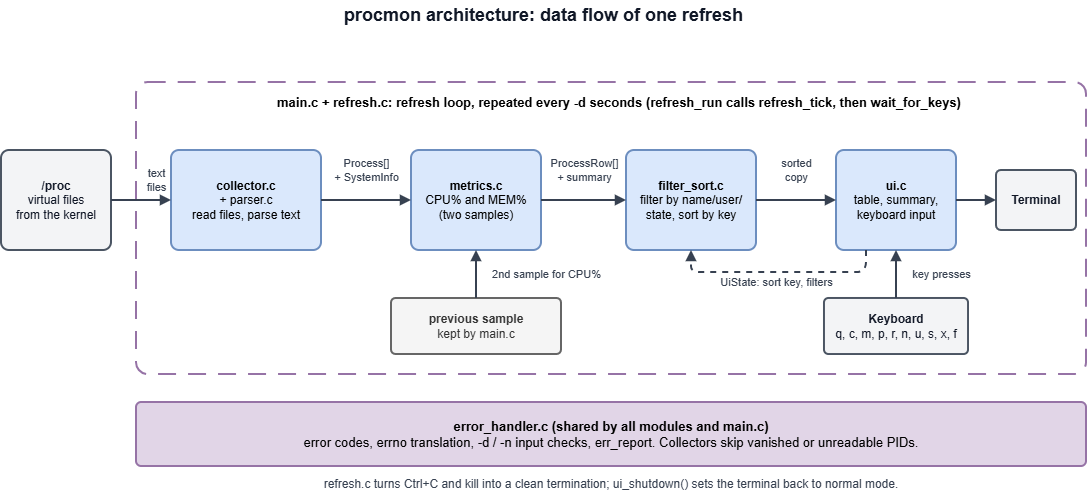 procmon architecture: data flow of one refresh
main.c + refresh.c: refresh loop, repeated every -d seconds (refresh_run calls refresh_tick, then wait_for_keys)
/proc
virtual files
from the kernel
text
files
collector.c
+ parser.c
read files, parse text
Process[]
+ SystemInfo
metrics.c
CPU% and MEM%
(two samples)
ProcessRow[]
+ summary
filter_sort.c
filter by name/user/
state, sort by key
sorted
copy
ui.c
table, summary,
keyboard input
Terminal
2nd sample for CPU%
UiState: sort key, filters
key presses
previous sample
kept by main.c
Keyboard
q, c, m, p, r, n, u, s, x, f
error_handler.c (shared by all modules and main.c)
error codes, errno translation, -d / -n input checks, err_report. Collectors skip vanished or unreadable PIDs.
refresh.c turns Ctrl+C and kill into a clean termination; ui_shutdown() sets the terminal back to normal mode.